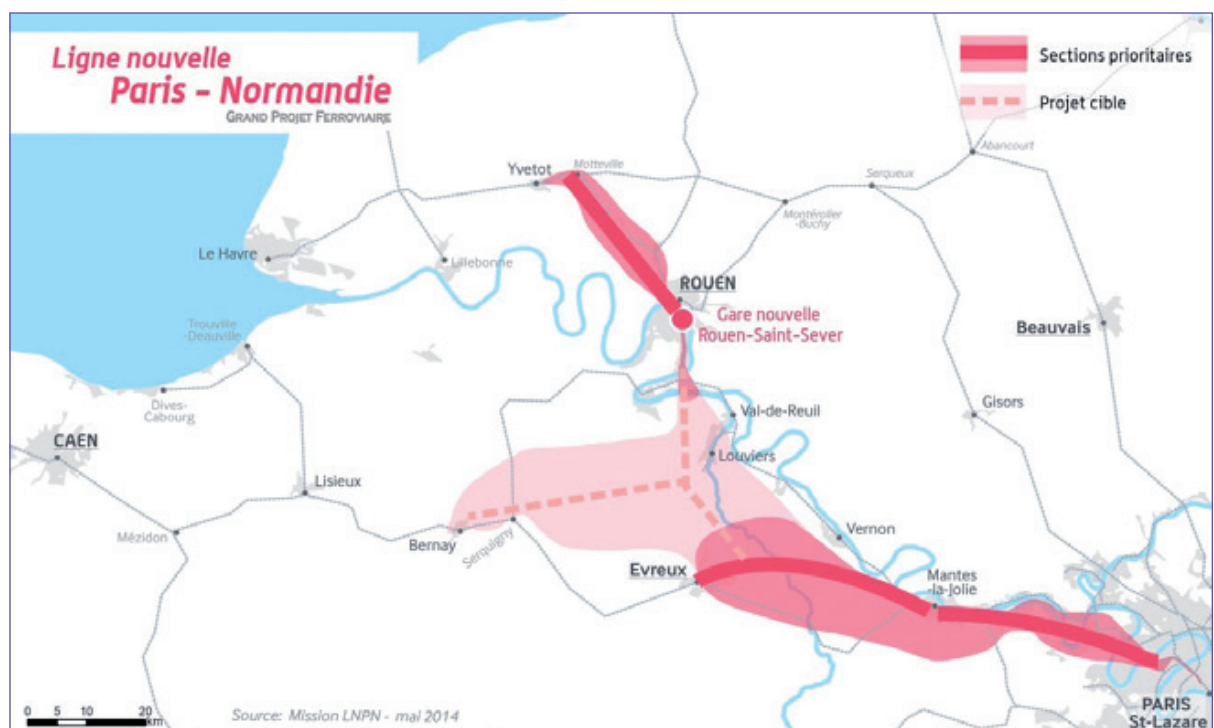 Ligne nouvelle
Paris - Normandie
GRAND PROJET FERROVIAIRE
Sections prioritaires
Projet cible
Abancourt
Yvetot
Motteville
Serqueux
Montérolier
-Buchy
Le Havre
Lillebonne
ROUEN
Gare nouvelle
Rouen-Saint-Sever
Beauvais
Trouville
-Deauville
Dives-
Cabourg
Val-de-Reuil
Gisors
CAEN
Louviers
Lisieux
Mézidon
Bernay
Serquigny
Vernon
Evreux
Mantes
-la-Jolie
PARIS
St-Lazare
0 5 10 20
km
Source: Mission LNPN - mai 2014